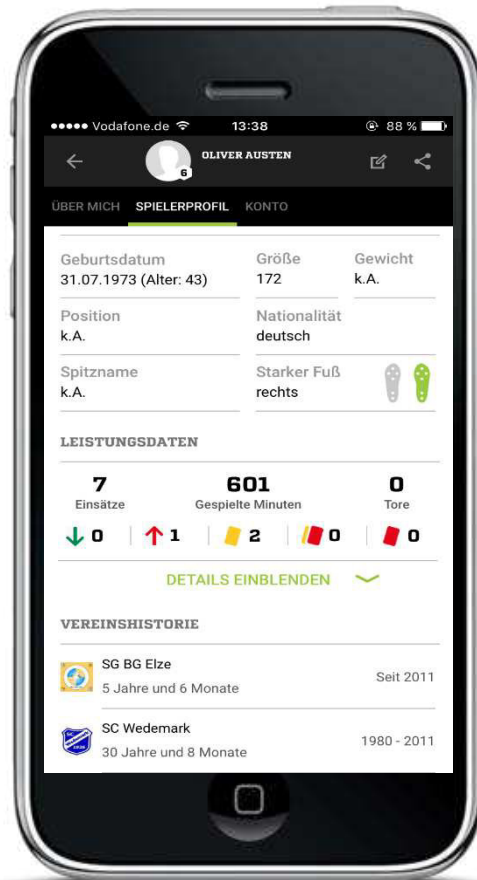 Vodafone.de 13:38 88 %
OLIVER AUSTEN
6
ÜBER MICH SPIELERPROFIL KONTO
Geburtsdatum Größe Gewicht
31.07.1973 (Alter: 43) 172 k.A.
Position Nationalität
k.A. deutsch
Spitzname Starker Fuß
k.A. rechts
LEISTUNGSDATEN
7 601 0
Einsätze Gespielte Minuten Tore
0 1 2 0 0
DETAILS EINBLENDEN
VEREINSHISTORIE
SG BG Elze
5 Jahre und 6 Monate Seit 2011
SC Wedemark
30 Jahre und 8 Monate 1980 - 2011